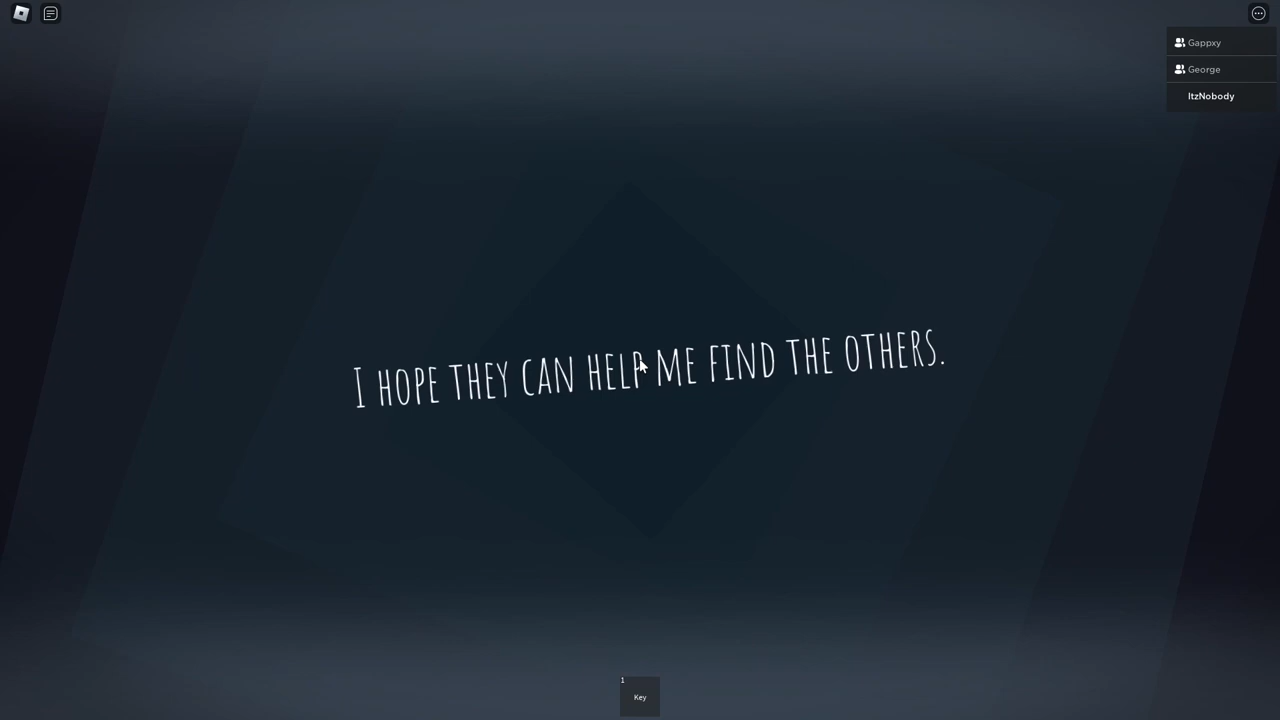 Gappxy
George
ItzNobody
I HOPE THEY CAN HELP ME FIND THE OTHERS.
1
Key